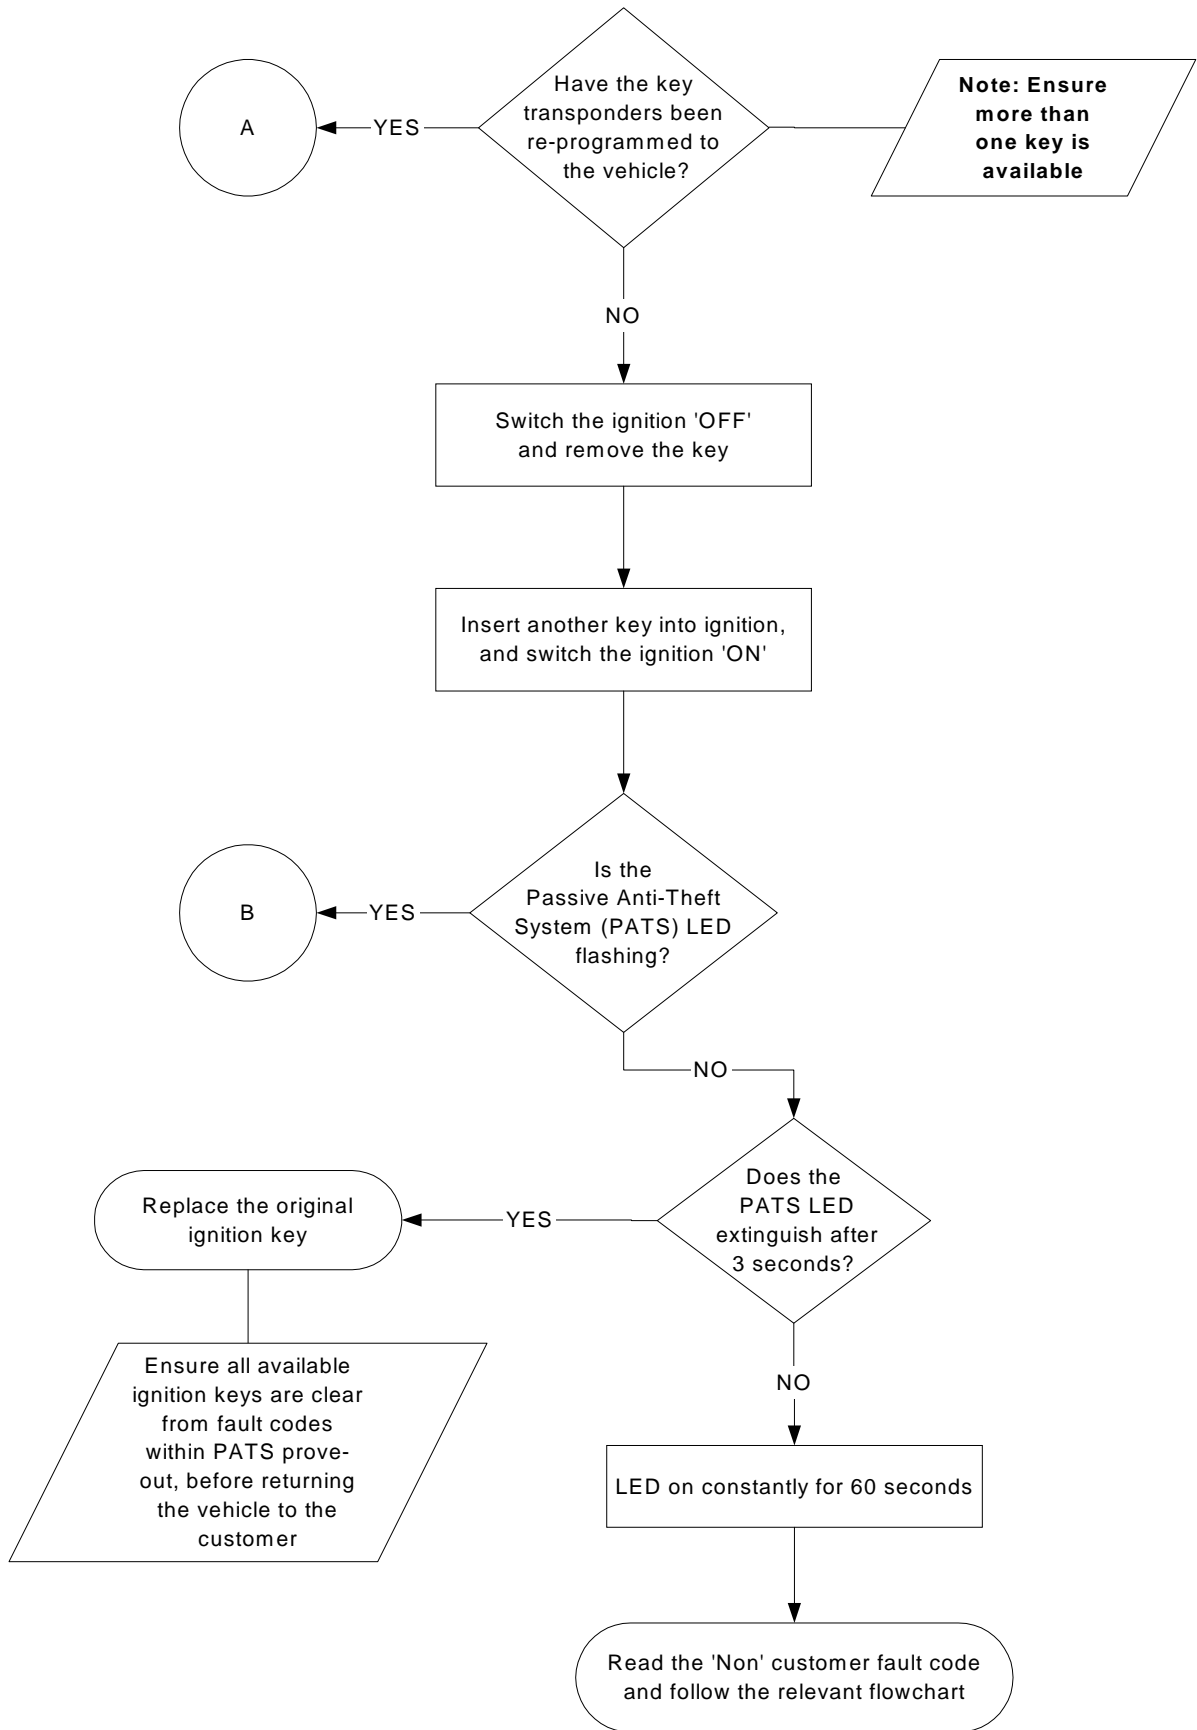 Have the key
transponders been
re-programmed to
the vehicle?
A
YES
Note: Ensure
more than
one key is
available
NO
Switch the ignition 'OFF'
and remove the key
Insert another key into ignition,
and switch the ignition 'ON'
Is the
Passive Anti-Theft
System (PATS) LED
flashing?
B
YES
NO
Does the
PATS LED
extinguish after
3 seconds?
YES
Replace the original
ignition key
Ensure all available
ignition keys are clear
from fault codes
within PATS prove-
out, before returning
the vehicle to the
customer
NO
LED on constantly for 60 seconds
Read the 'Non' customer fault code
and follow the relevant flowchart